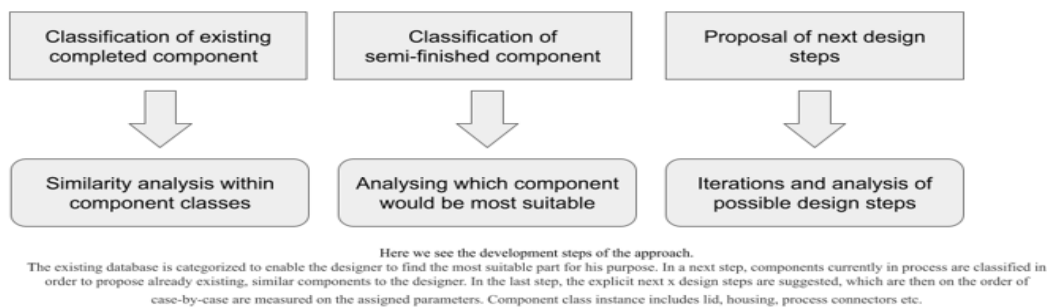 Classification of existing
completed component
Classification of
semi-finished component
Proposal of next design
steps
Similarity analysis within
component classes
Analysing which component
would be most suitable
Iterations and analysis of
possible design steps
Here we see the development steps of the approach.
The existing database is categorized to enable the designer to find the most suitable part for his purpose. In a next step, components currently in process are classified in
order to propose already existing, similar components to the designer. In the last step, the explicit next x design steps are suggested, which are then on the order of
case-by-case are measured on the assigned parameters. Component class instance includes lid, housing, process connectors etc.